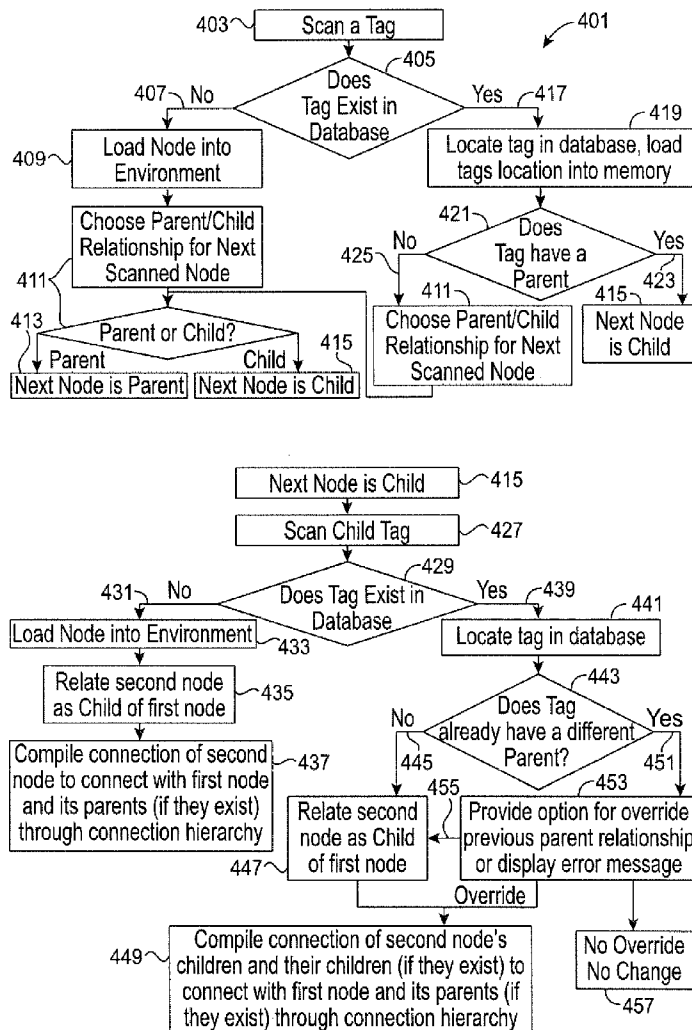 403
Scan a Tag
401
405
407
No
Does
Tag Exist in
Database
Yes
417
409
Load Node into
Environment
419
Locate tag in database, load
tags location into memory
Choose Parent/Child
Relationship for Next
Scanned Node
411
421
No
425
Does
Tag have a
Parent
Yes
423
Parent or Child?
413
Parent
Child
415
Next Node is Parent
Next Node is Child
411
Choose Parent/Child
Relationship for Next
Scanned Node
415
Next Node
is Child
Next Node is Child
415
Scan Child Tag
427
429
431
No
Does Tag Exist in
Database
Yes
439
Load Node into Environment
433
441
Locate tag in database
Relate second node
as Child of first node
435
443
Does Tag
already have a different
Parent?
No
445
Yes
451
Compile connection of second
node to connect with first node
and its parents (if they exist)
through connection hierarchy
437
455
453
Relate second
node as Child
of first node
447
Provide option for override
previous parent relationship
or display error message
Override
449
Compile connection of second node's
children and their children (if they exist) to
connect with first node and its parents (if
they exist) through connection hierarchy
No Override
No Change
457